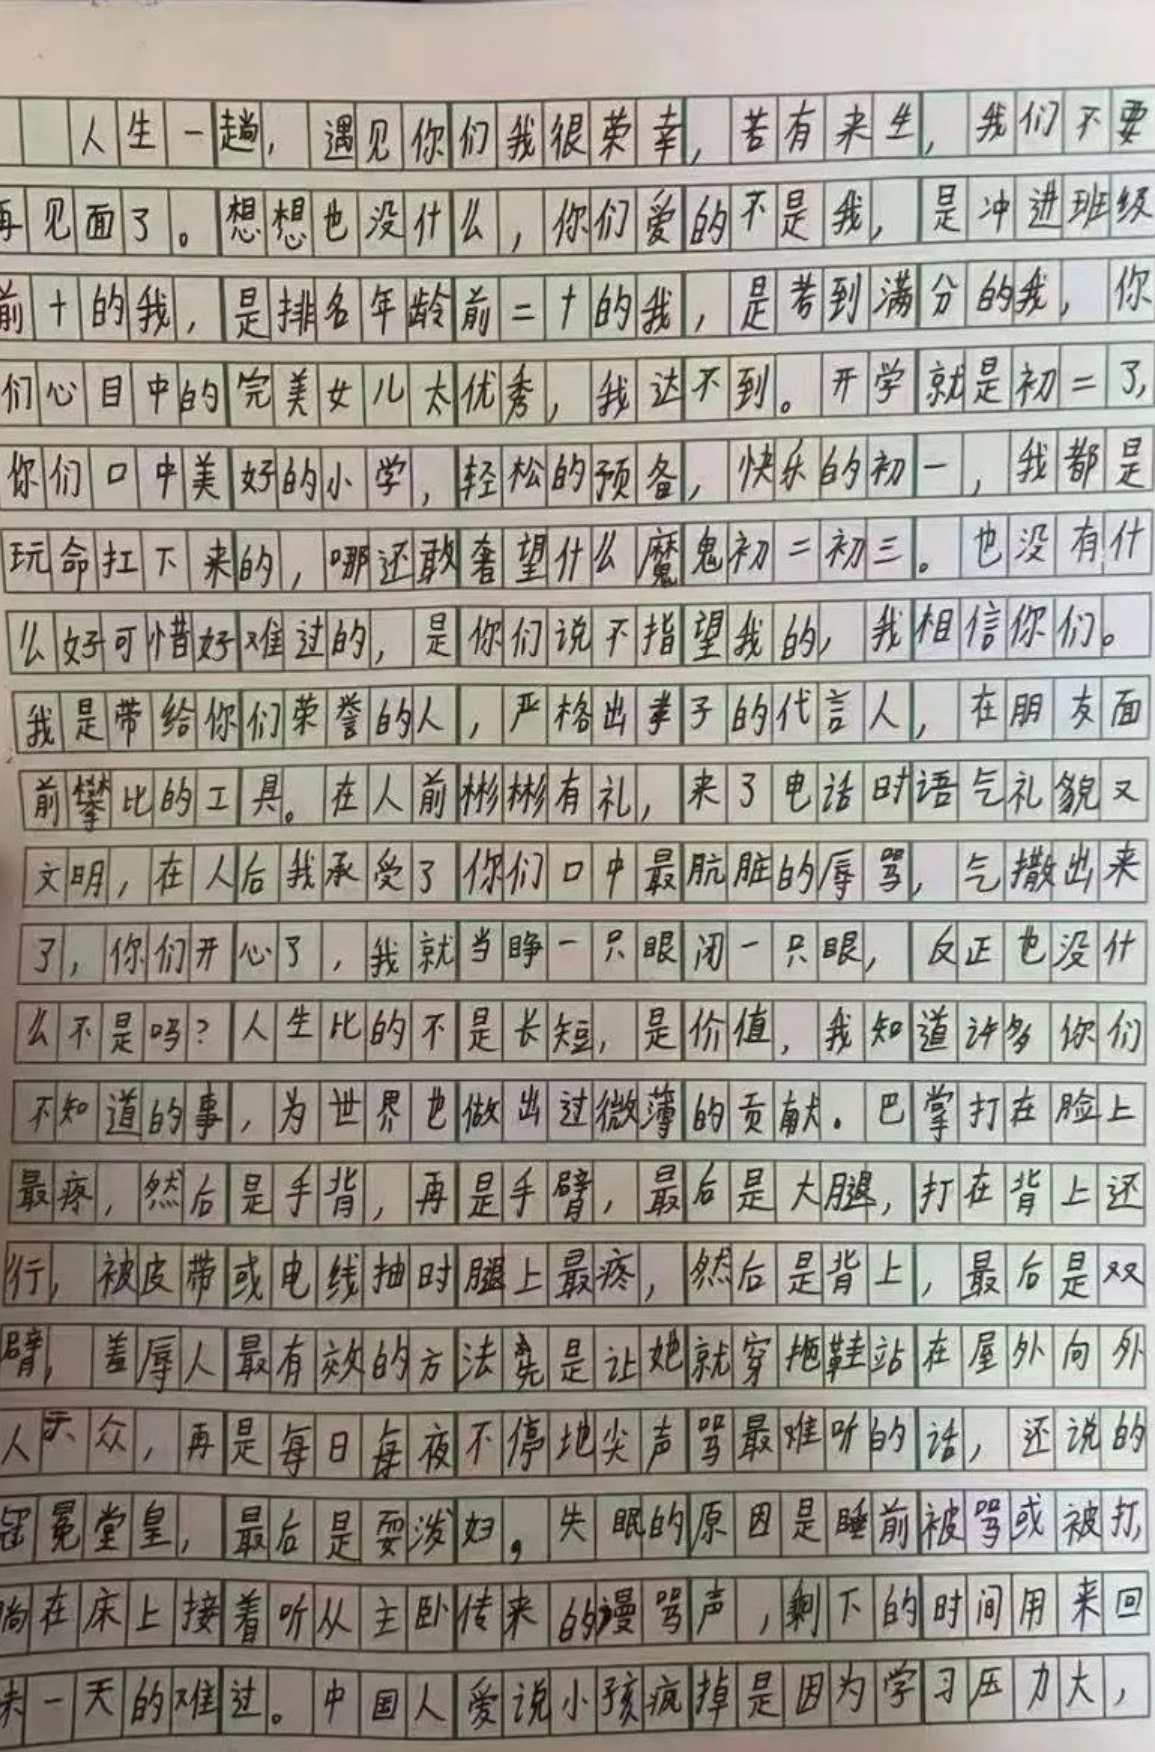 人生一趟，遇见你们我很荣幸，若有来生，我们不要
再见面了。想想也没什么，你们爱的不是我，是冲进班级
前十的我，是排名年龄前二十的我，是考到满分的我，你
们心目中的完美女儿太优秀，我达不到。开学就是初二了，
你们口中美好的小学，轻松的预备，快乐的初一，我都是
玩命扛下来的，哪还敢奢望什么魔鬼初二初三。也没有什
么好可惜好难过的，是你们说不指望我的，我相信你们。
我是带给你们荣誉的人，严格出孝子的代言人，在朋友面
前攀比的工具。在人前彬彬有礼，来了电话时语气礼貌又
文明，在人后我承受了你们口中最肮脏的辱骂，气撒出来
了，你们开心了，我就当睁一只眼闭一只眼，反正也没什
么不是吗？人生比的不是长短，是价值，我知道许多你们
不知道的事，为世界也做出过微薄的贡献。巴掌打在脸上
最疼，然后是手背，再是手臂，最后是大腿，打在背上还
行，被皮带或电线抽时腿上最疼，然后是背上，最后是双
臂，羞辱人最有效的方法先是让她就穿拖鞋站在屋外向外
人示众，再是每日每夜不停地尖声骂最难听的话，还说的
冠冕堂皇，最后是耍泼妇。失眠的原因是睡前被骂或被打，
躺在床上接着听从主卧传来的谩骂声，剩下的时间用来回
味一天的难过。中国人爱说小孩疯掉是因为学习压力大，